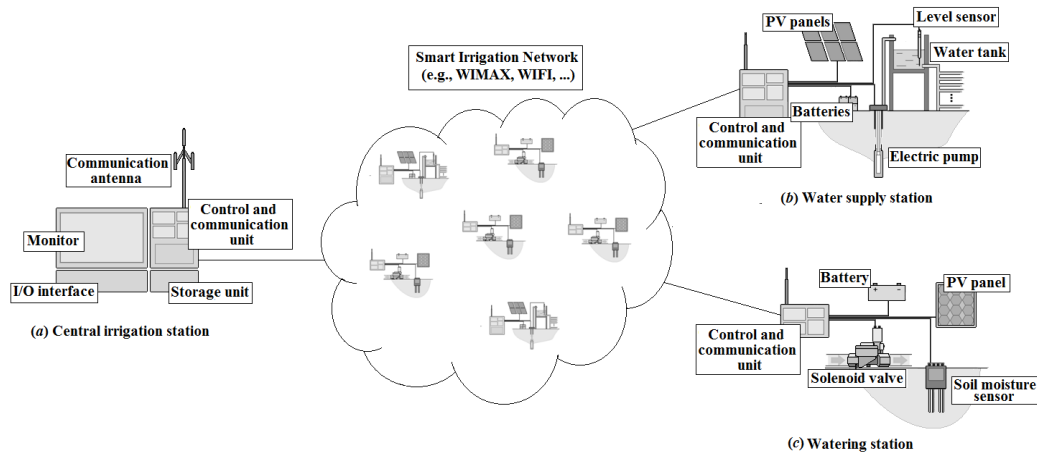 Smart Irrigation Network
(e.g., WIMAX, WIFI, ...)
Communication
antenna
Control and
communication
unit
Monitor
I/O interface
Storage unit
(a) Central irrigation station
PV panels
Level sensor
Water tank
Batteries
Control and
communication
unit
Electric pump
(b) Water supply station
Battery
PV panel
Control and
communication
unit
Solenoid valve
Soil moisture
sensor
(c) Watering station